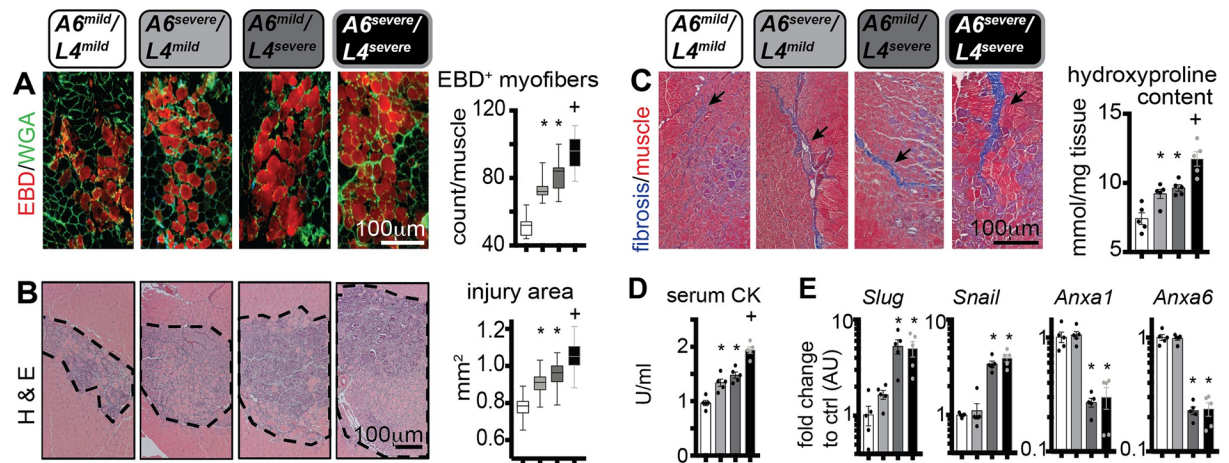 A6mild/ L4mild
A6severe/ L4mild
A6mild/ L4severe
A6severe/ L4severe
A6mild/ L4mild
A6severe/ L4mild
A6mild/ L4severe
A6severe/ L4severe
A
EBD/WGA
100um
EBD+ myofibers
count/muscle
120
80
40
* * +
B
H & E
100um
injury area
mm2
1.2
1.0
0.8
0.6
* * +
C
fibrosis/muscle
100um
hydroxyproline
content
mmol/mg tissue
15
10
5
* * +
D
serum CK
U/ml
2
1
0
* * +
E
fold change
to ctrl (AU)
Slug
10
1
* *
Snail
10
1
* *
Anxa1
1
0.1
* *
Anxa6
1
0.1
* *